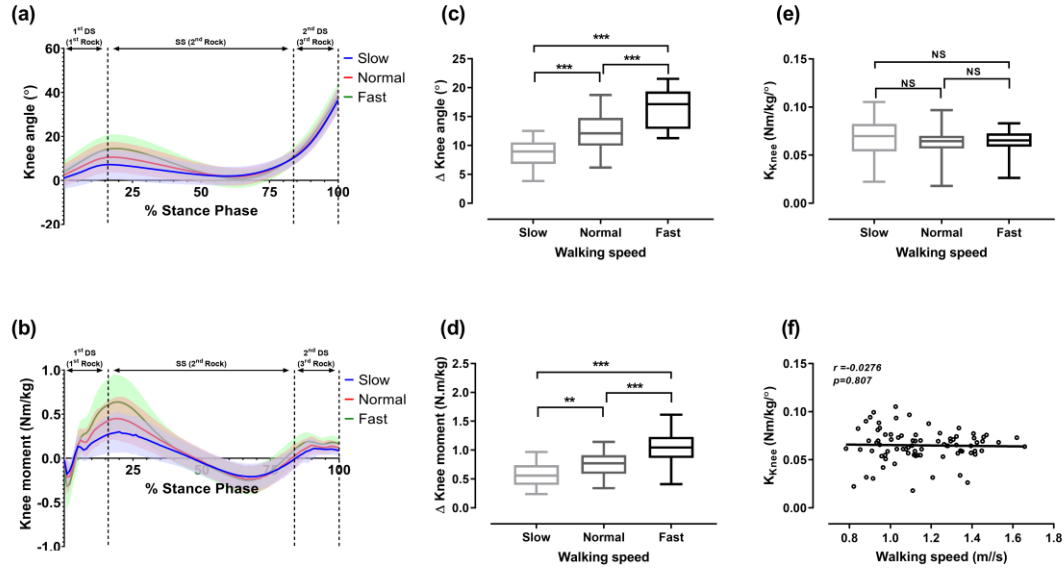 (a)
1st DS
(1st Rock)
SS (2nd Rock)
2nd DS
(3rd Rock)
Knee angle (°)
60
40
20
0
-20
25
50
75
100
% Stance Phase
Slow
Normal
Fast
(c)
Δ Knee angle (°)
25
20
15
10
5
0
***
***
***
Slow
Normal
Fast
Walking speed
(e)
KKnee (Nm/kg/°)
0.15
0.10
0.05
0.00
NS
NS
NS
Slow
Normal
Fast
Walking speed
(b)
1st DS
(1st Rock)
SS (2nd Rock)
2nd DS
(3rd Rock)
Knee moment (Nm/kg)
1.0
0.5
0.0
-0.5
-1.0
25
50
75
100
% Stance Phase
Slow
Normal
Fast
(d)
Δ Knee moment (N.m/kg)
2.5
2.0
1.5
1.0
0.5
0.0
***
**
***
Slow
Normal
Fast
Walking speed
(f)
r =-0.0276
p=0.807
KKnee (Nm/kg/°)
0.15
0.10
0.05
0.00
0.8
1.0
1.2
1.4
1.6
1.8
Walking speed (m//s)